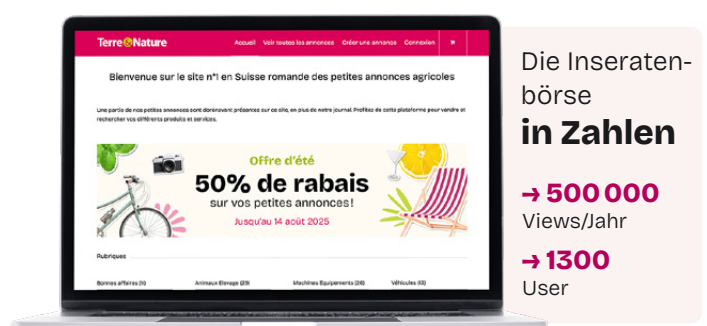 Terre&Nature
Accueil Voir toutes les annonces Créer une annonce Connexion
Bienvenue sur le site n°1 en Suisse romande des petites annonces agricoles
Une partie de nos petites annonces sont dorénavant présentes sur ce site, en plus de notre journal. Profitez de cette plateforme pour vendre et
rechercher vos différents produits et services.
Offre d'été
50% de rabais
sur vos petites annonces!
Jusqu'au 14 août 2025
Rubriques
Bonnes affaires (11) Animaux Elevage (29) Machines Equipements (26) Véhicules (13)
Die Inseraten-
börse
in Zahlen
→ 500 000
Views/Jahr
→ 1300
User